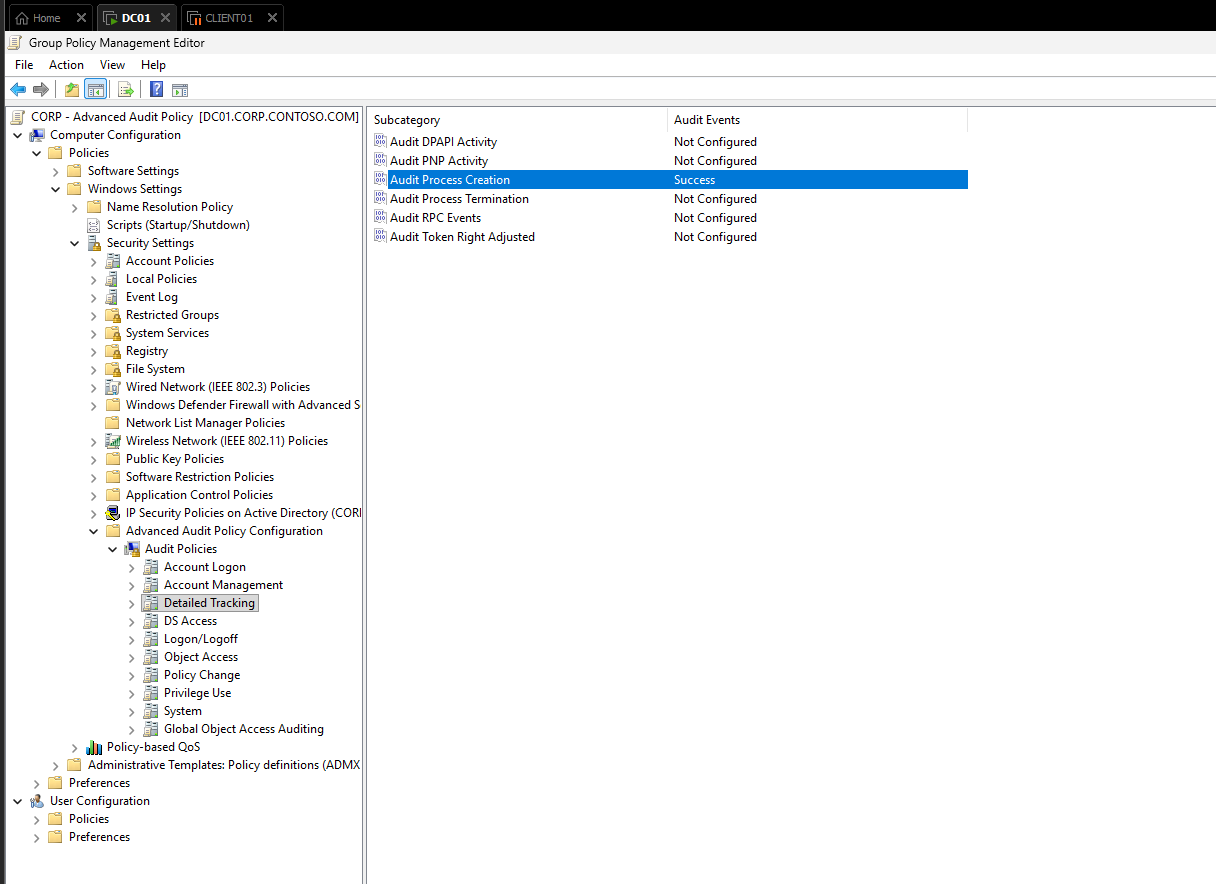 Home
DC01
CLIENT01
Group Policy Management Editor
File Action View Help
CORP - Advanced Audit Policy [DC01.CORP.CONTOSO.COM]
Computer Configuration
Policies
Software Settings
Windows Settings
Name Resolution Policy
Scripts (Startup/Shutdown)
Security Settings
Account Policies
Local Policies
Event Log
Restricted Groups
System Services
Registry
File System
Wired Network (IEEE 802.3) Policies
Windows Defender Firewall with Advanced S
Network List Manager Policies
Wireless Network (IEEE 802.11) Policies
Public Key Policies
Software Restriction Policies
Application Control Policies
IP Security Policies on Active Directory (CORI
Advanced Audit Policy Configuration
Audit Policies
Account Logon
Account Management
Detailed Tracking
DS Access
Logon/Logoff
Object Access
Policy Change
Privilege Use
System
Global Object Access Auditing
Policy-based QoS
Administrative Templates: Policy definitions (ADMX
Preferences
User Configuration
Policies
Preferences
Subcategory Audit Events
Audit DPAPI Activity Not Configured
Audit PNP Activity Not Configured
Audit Process Creation Success
Audit Process Termination Not Configured
Audit RPC Events Not Configured
Audit Token Right Adjusted Not Configured